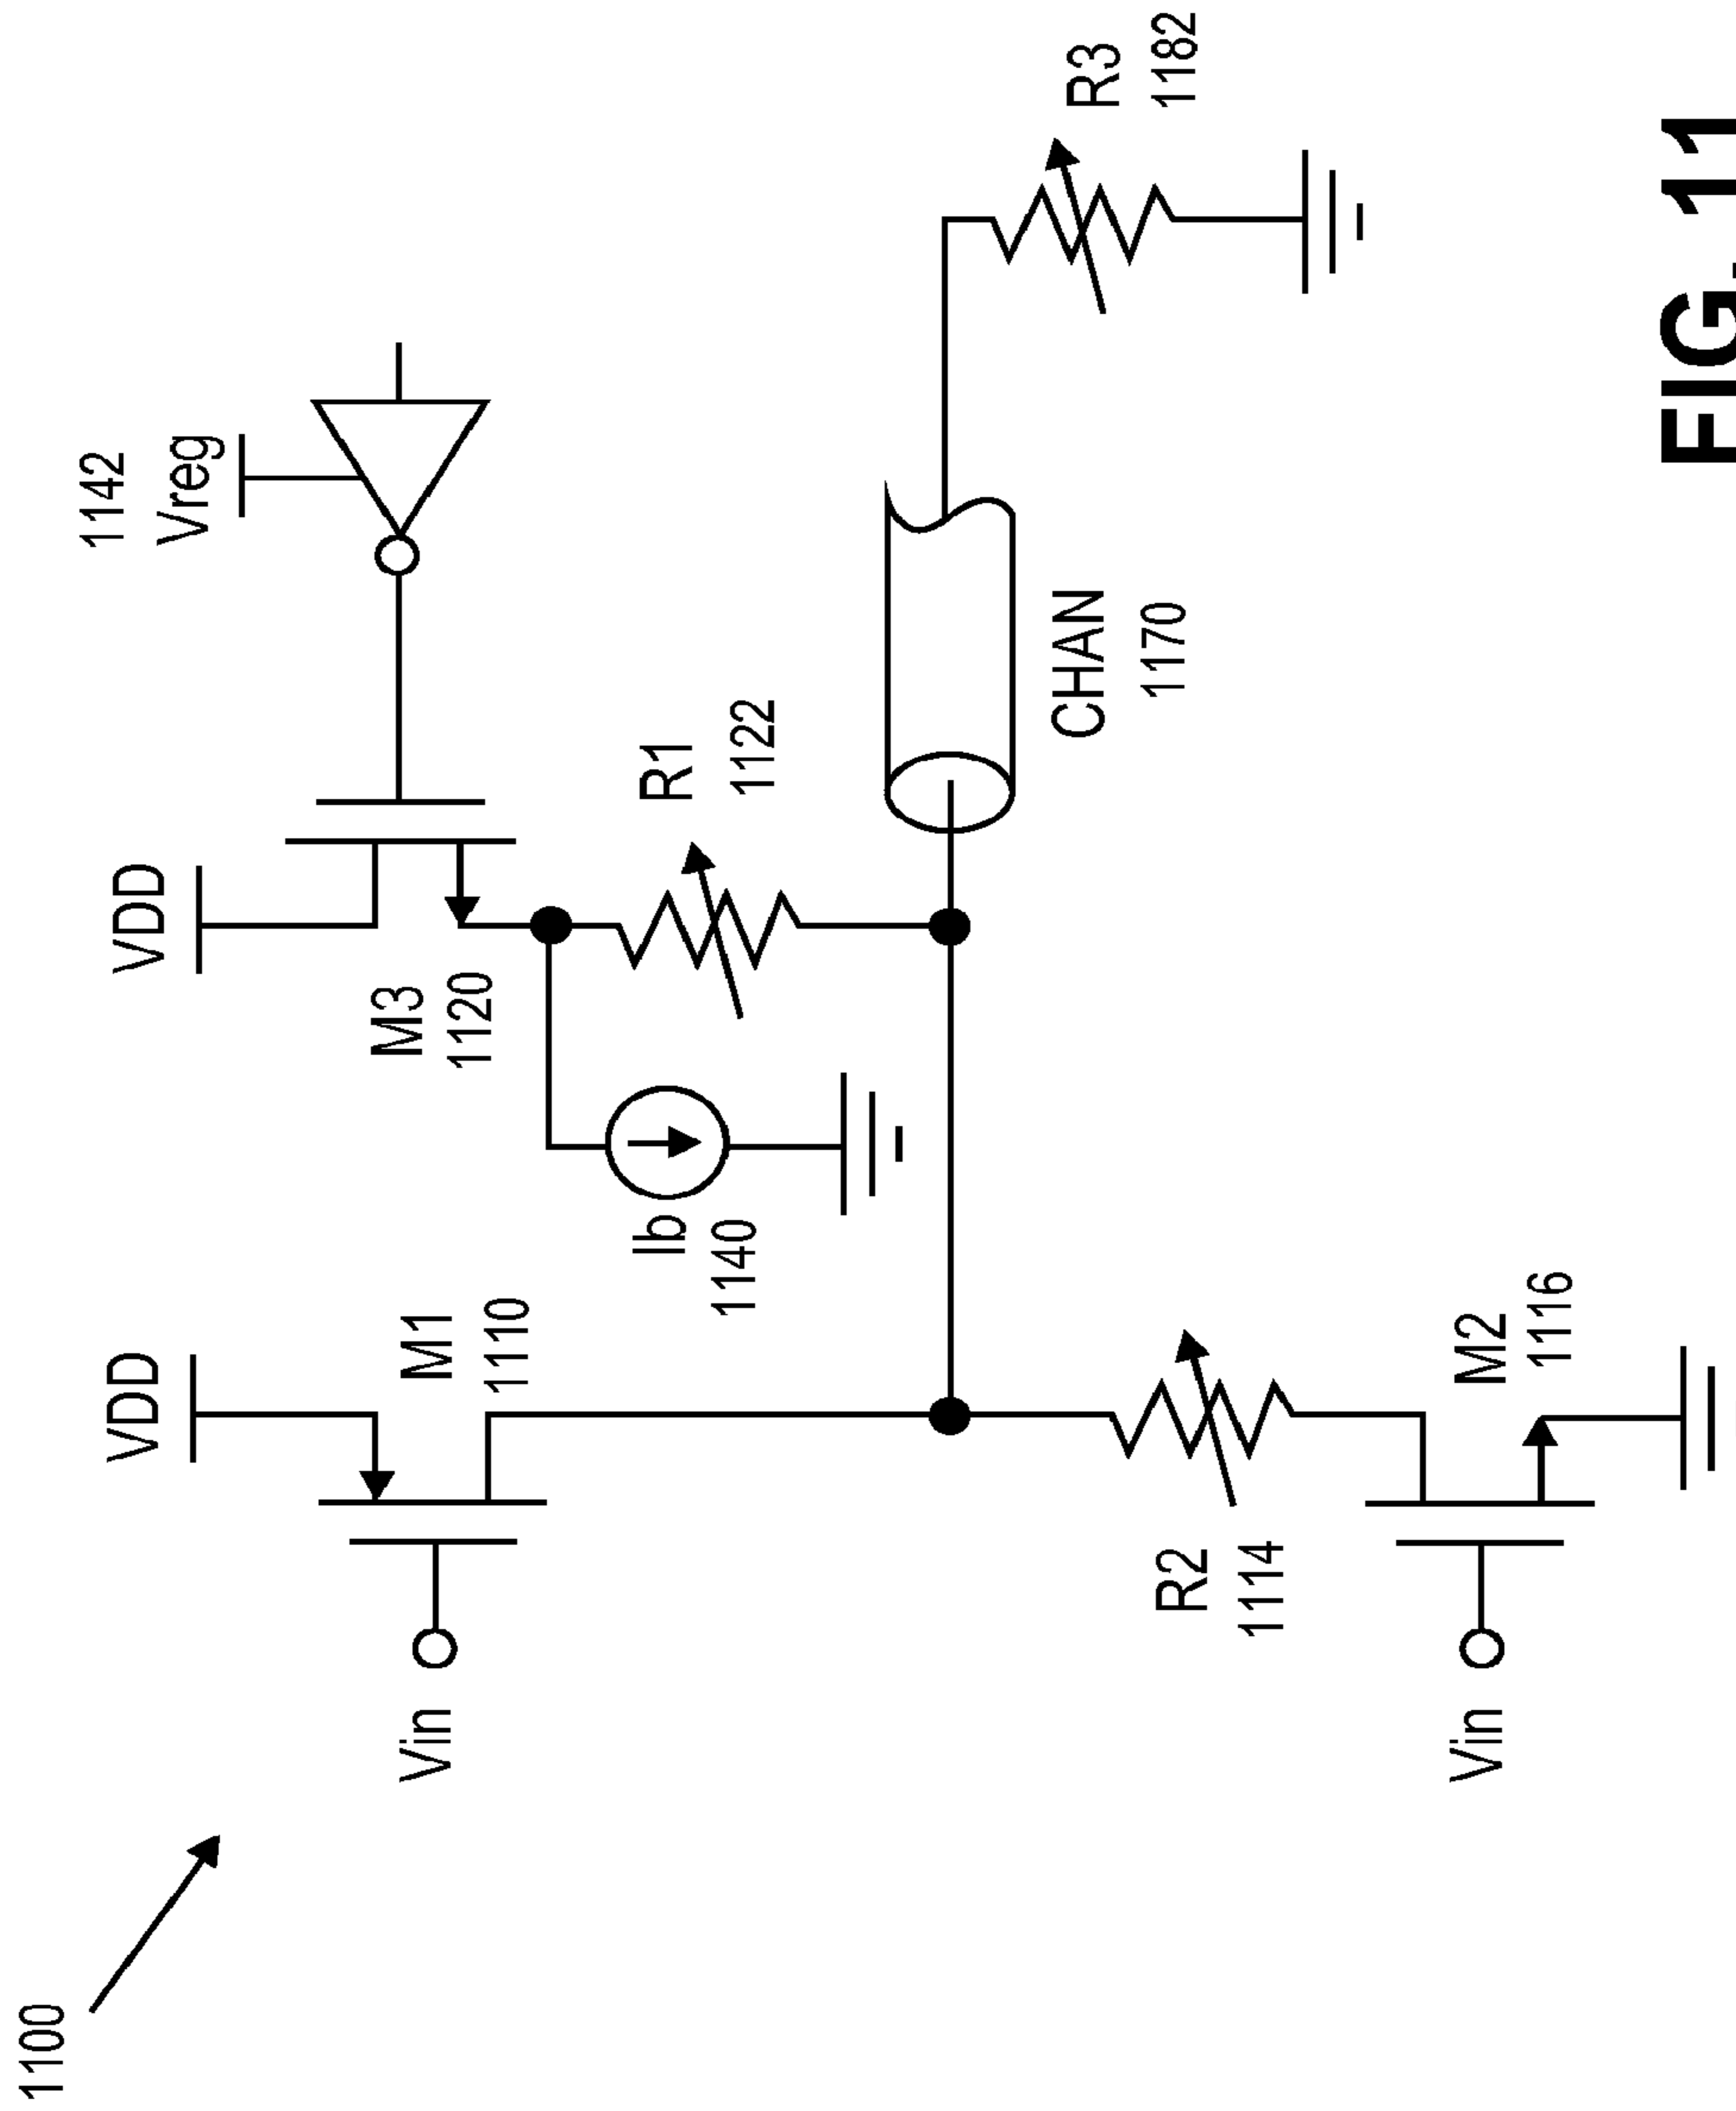 1100
VDD
M1
1110
Vin
VDD
M3
1120
1142
Vreg
Ib
1140
R1
1122
CHAN
1170
R3
1182
R2
1114
Vin
M2
1116
FIG. 11